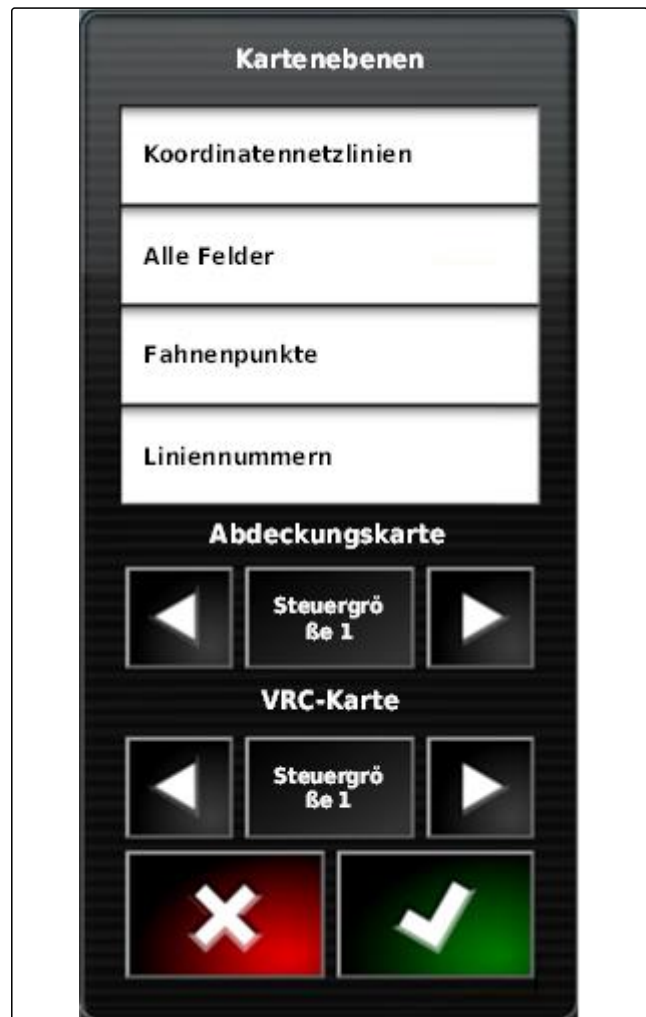 Kartenebenen
Koordinatennetzlinien
Alle Felder
Fahnenpunkte
Liniennummern
Abdeckungskarte
Steuergrö
ße 1
VRC-Karte
Steuergrö
ße 1